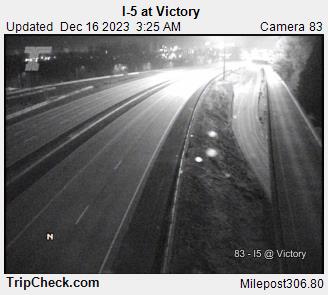 I-5 at Victory
Updated Dec 16 2023 3:25 AM Camera 83
T
N
83 - I5 @ Victory
TripCheck.com Milepost306.80